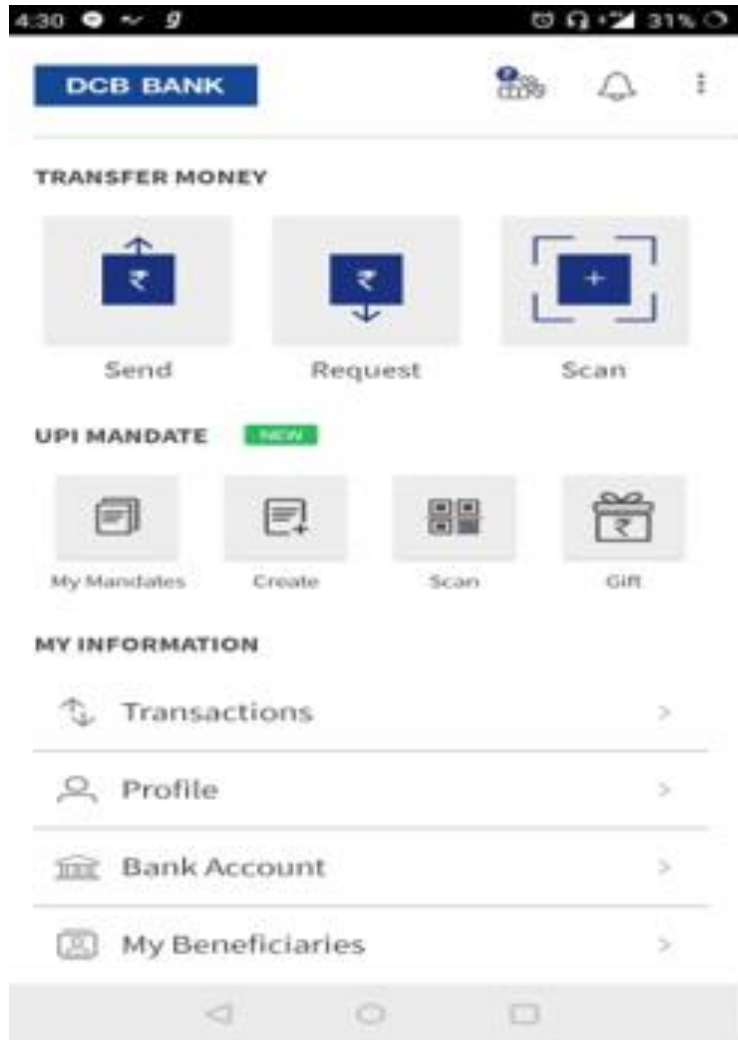 4:30 31%
DCB BANK
TRANSFER MONEY
₹ ₹ +
Send Request Scan
UPI MANDATE NEW
₹
My Mandates Create Scan Gift
MY INFORMATION
Transactions >
Profile >
Bank Account >
My Beneficiaries >